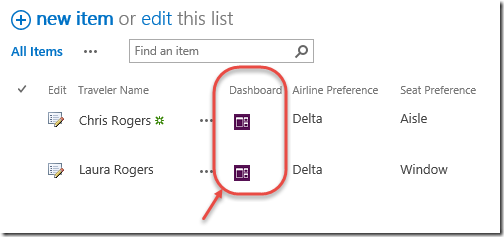 new item or edit this list
All Items ••• Find an item
Edit Traveler Name Dashboard Airline Preference Seat Preference
Chris Rogers ••• Delta Aisle
Laura Rogers ••• Delta Window